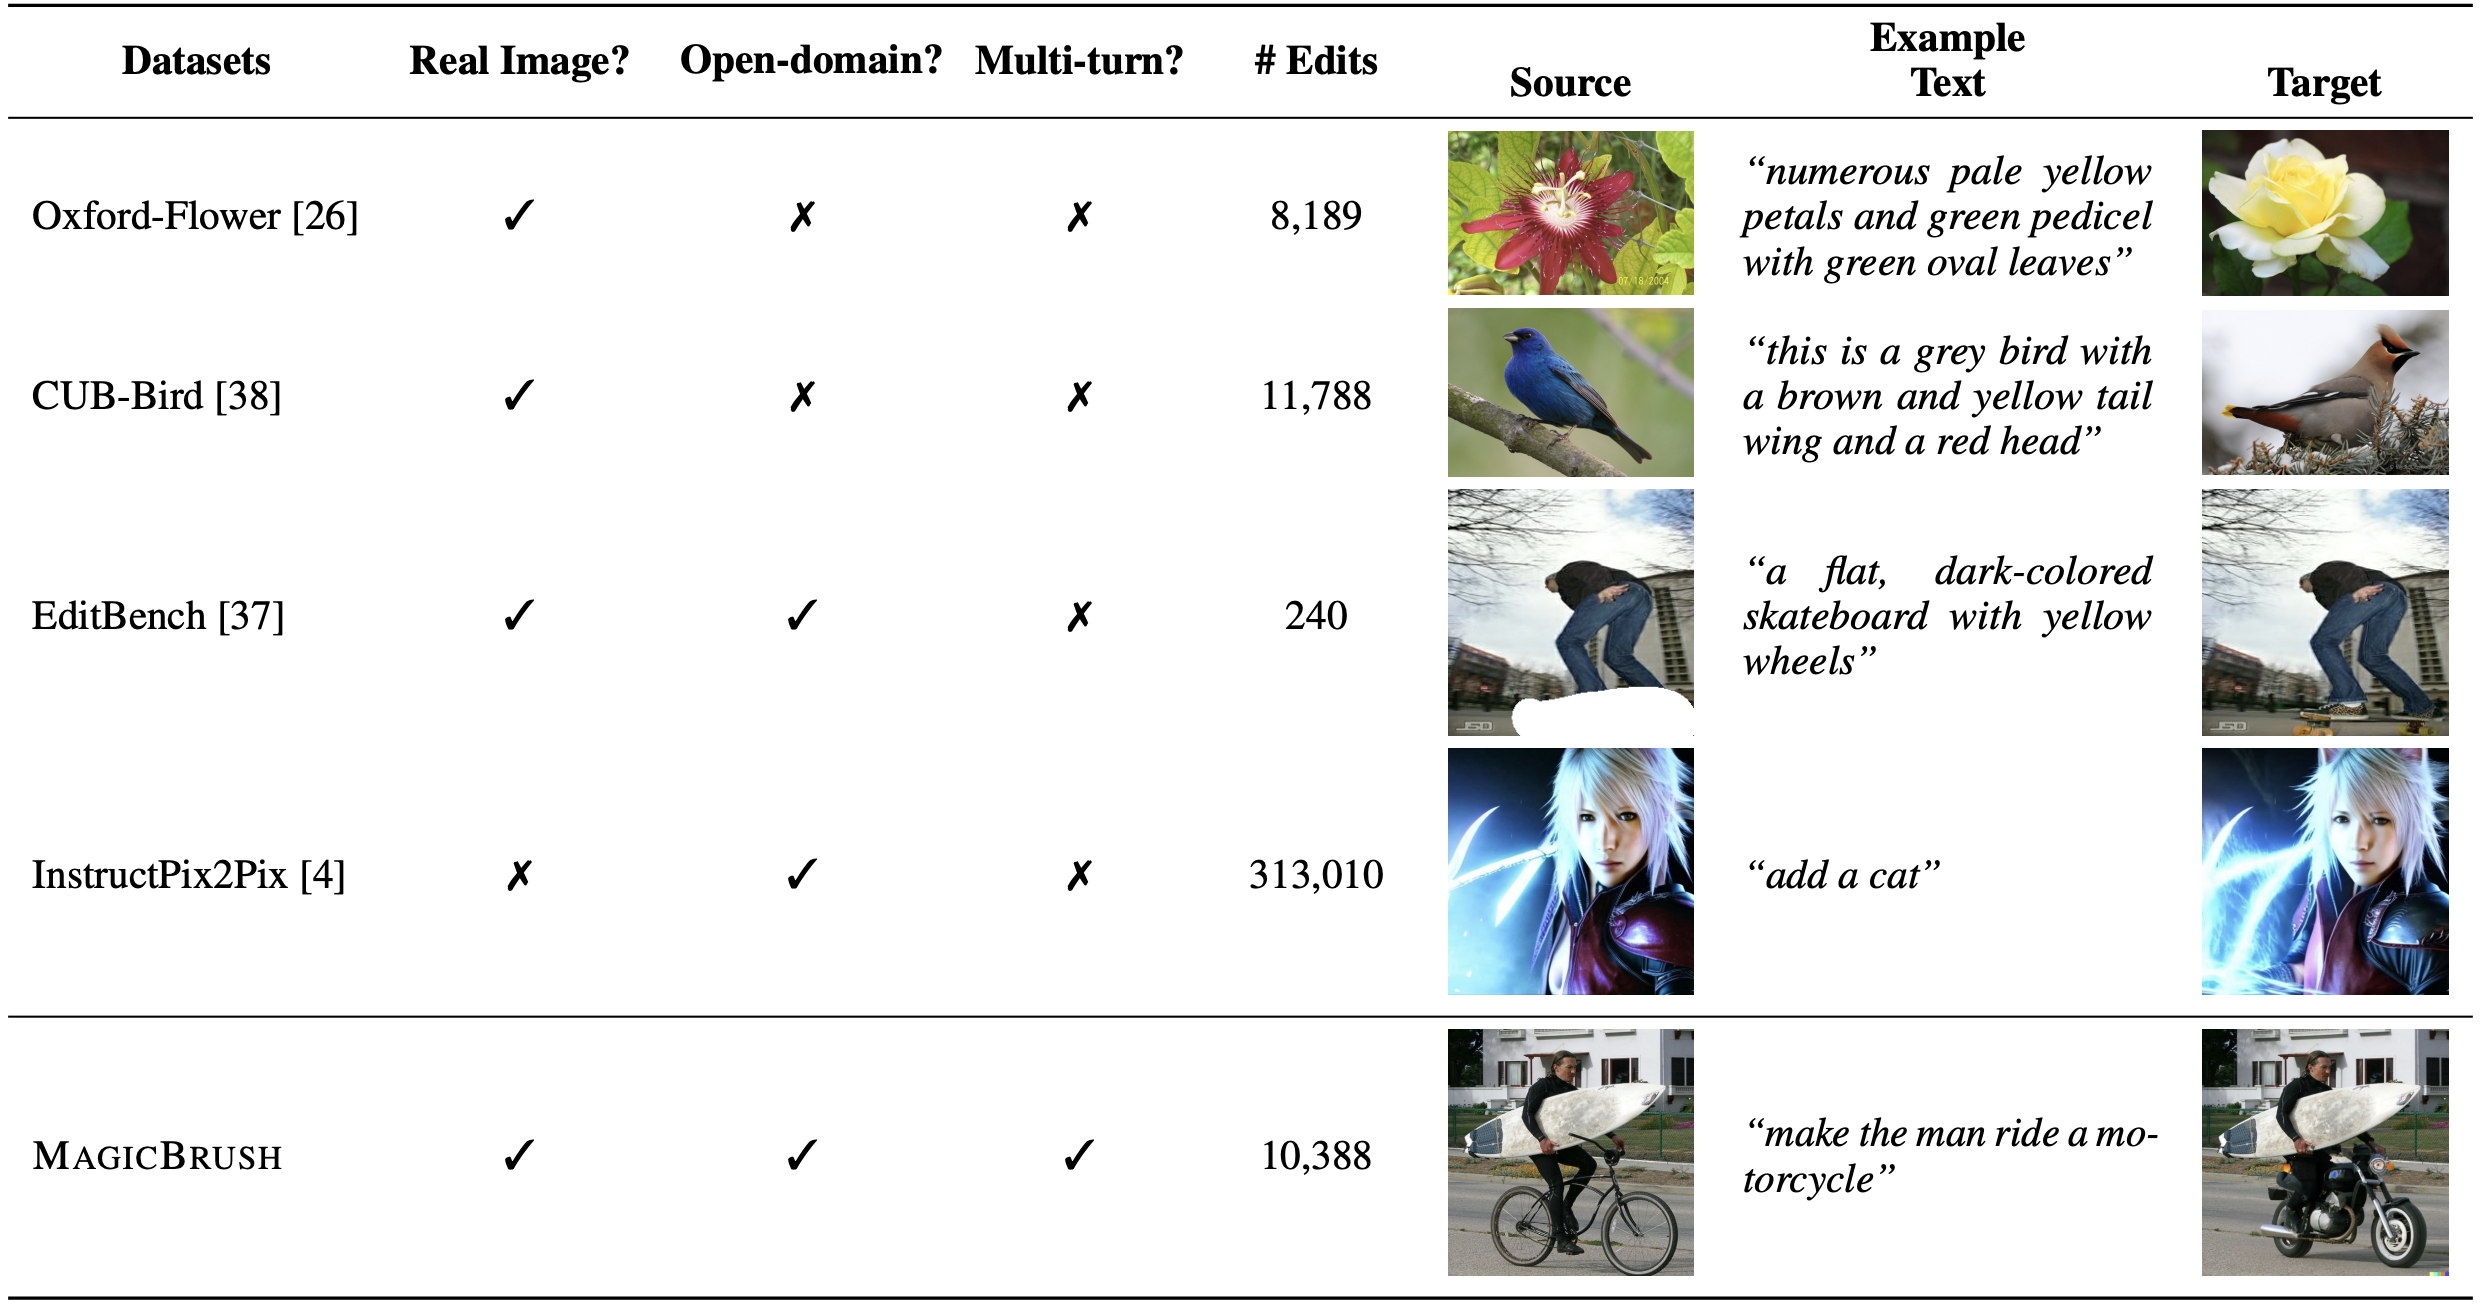 Datasets Real Image? Open-domain? Multi-turn? # Edits Example
Source Text Target
Oxford-Flower [26] ✓ ✗ ✗ 8,189 “numerous pale yellow
petals and green pedicel
with green oval leaves”
07/18/2004
CUB-Bird [38] ✓ ✗ ✗ 11,788 “this is a grey bird with
a brown and yellow tail
wing and a red head”
EditBench [37] ✓ ✓ ✗ 240 “a flat, dark-colored
skateboard with yellow
wheels”
InstructPix2Pix [4] ✗ ✓ ✗ 313,010 “add a cat”
MAGICBRUSH ✓ ✓ ✓ 10,388 “make the man ride a mo-
torcycle”